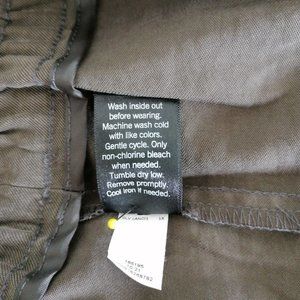 Wash inside out
before wearing.
Machine wash cold
with like colors.
Gentle cycle. Only
non-chlorine bleach
when needed.
Tumble dry low.
Remove promptly.
Cool iron if needed.